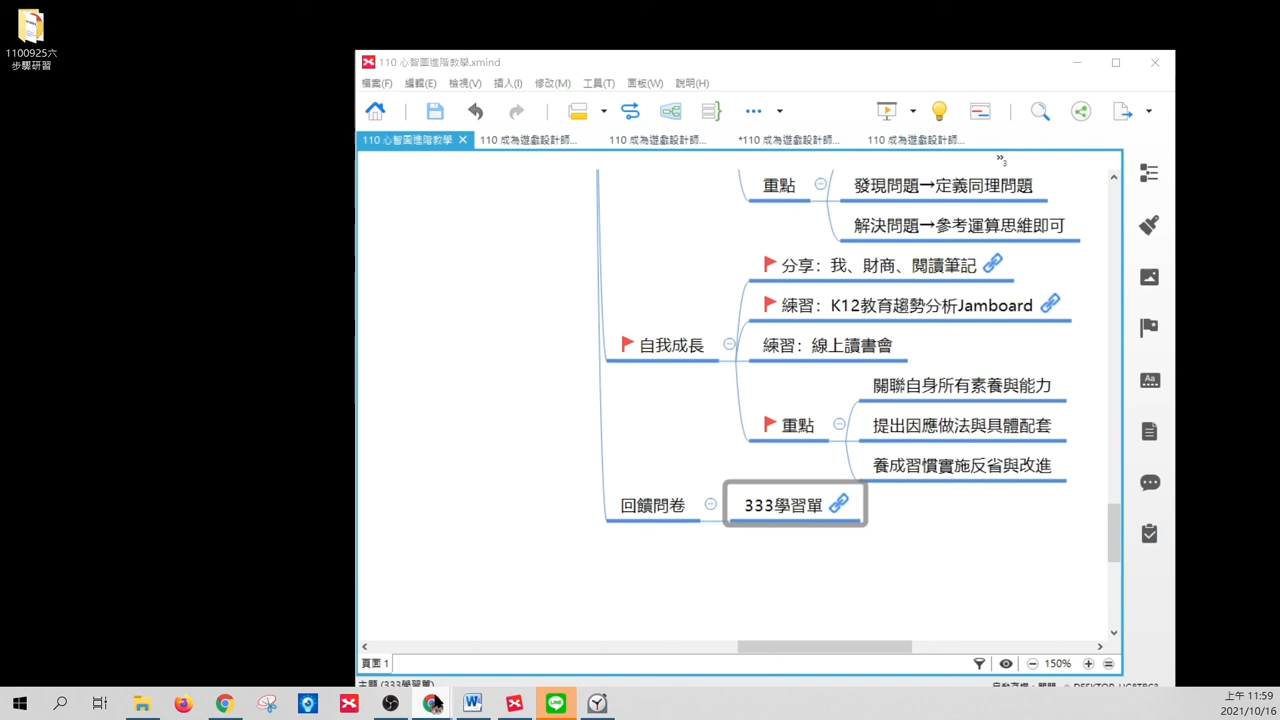 1100925六
步驟研習
110 心智圖進階教學.xmind
檔案(F) 編輯(E) 檢視(V) 插入(I) 修改(M) 工具(T) 面板(W) 說明(H)
110 心智圖進階教學 110 成為遊戲設計師... 110 成為遊戲設計師... *110 成為遊戲設計師... 110 成為遊戲設計師...
3
重點
發現問題→定義同理問題
解決問題→參考運算思維即可
分享：我、財商、閱讀筆記
練習：K12教育趨勢分析Jamboard
自我成長
練習：線上讀書會
關聯自身所有素養與能力
重點
提出因應做法與具體配套
養成習慣實施反省與改進
回饋問卷
333學習單
Aa
頁面 1
150%
主題 (333學習單)
上午 11:59
2021/10/16